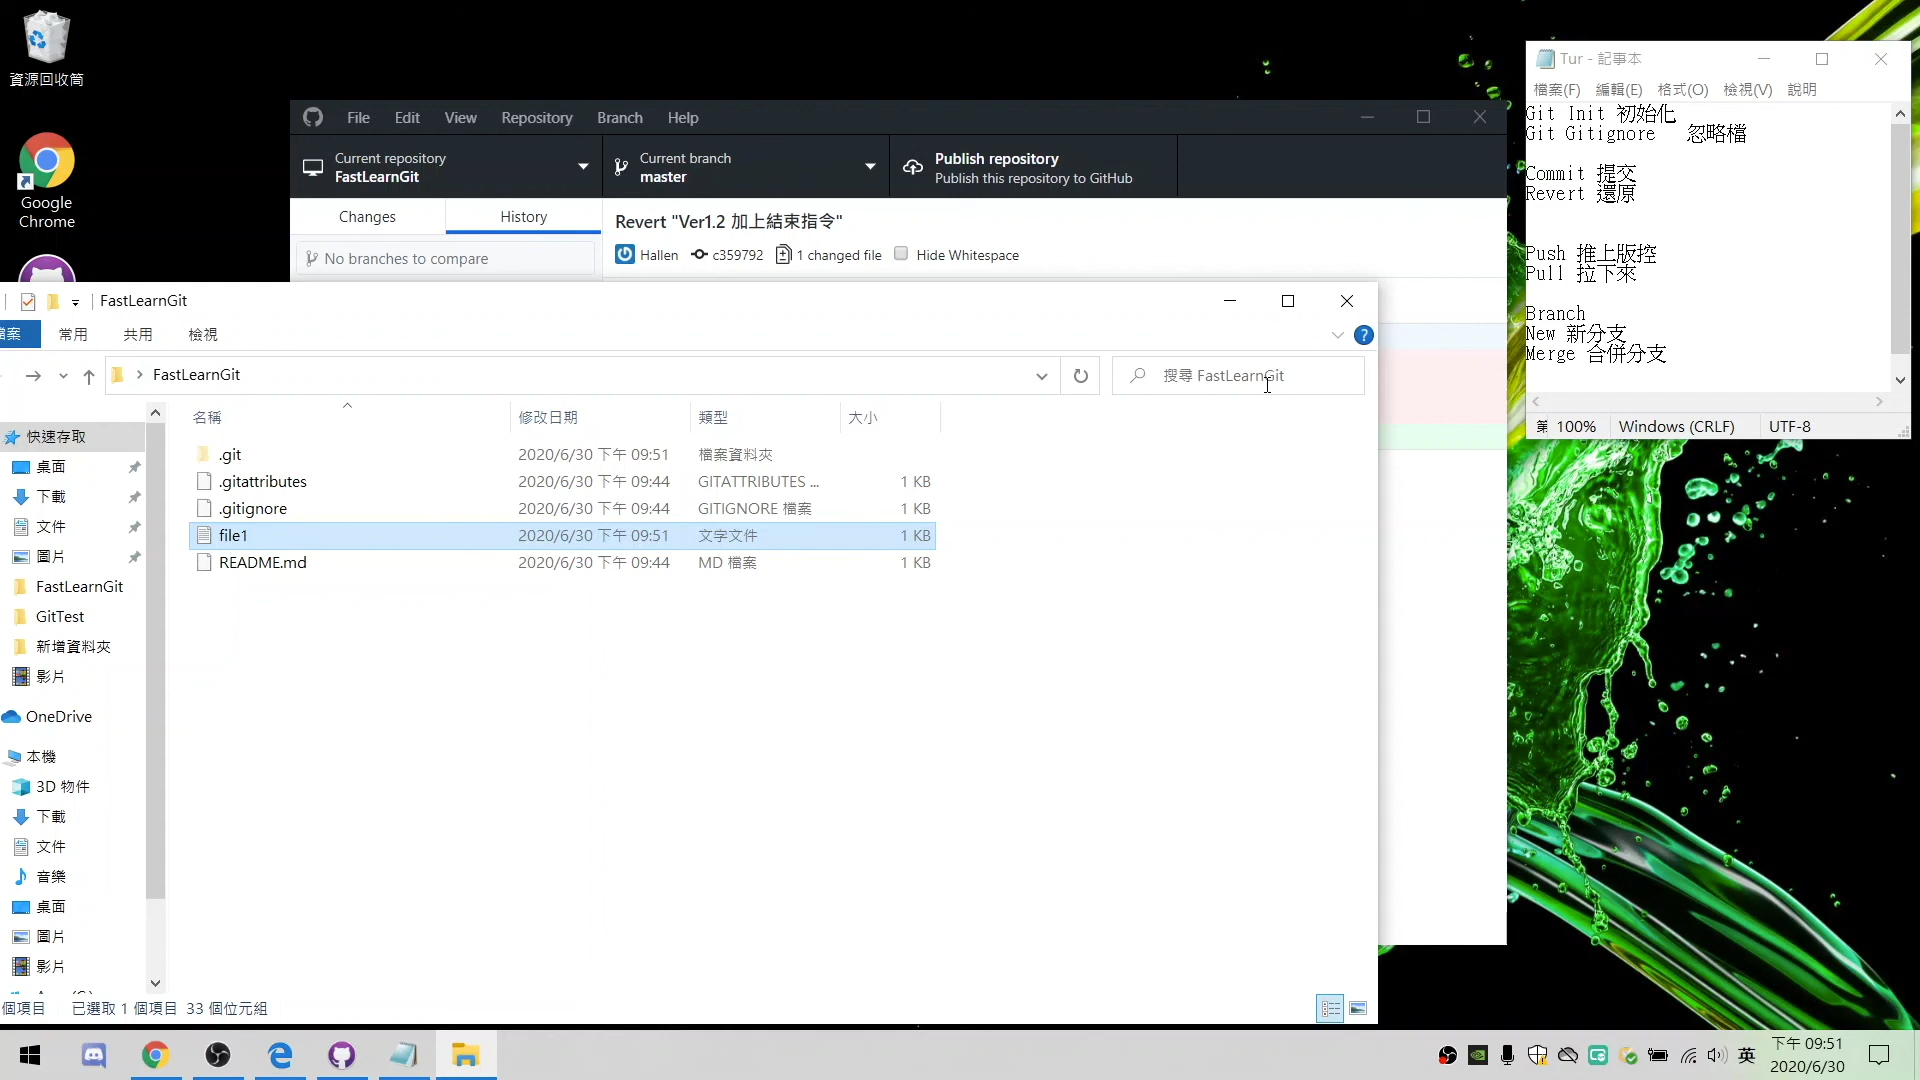 資源回收筒
Google
Chrome
File Edit View Repository Branch Help
Current repository
FastLearnGit
Current branch
master
Publish repository
Publish this repository to GitHub
Changes History
No branches to compare
Revert "Ver1.2 加上結束指令"
Hallen c359792 1 changed file Hide Whitespace
Tur - 記事本
檔案(F) 編輯(E) 格式(O) 檢視(V) 說明
Git Init 初始化
Git Gitignore 忽略檔
Commit 提交
Revert 還原
Push 推上版控
Pull 拉下來
Branch
New 新分支
Merge 合併分支
100% Windows (CRLF) UTF-8
FastLearnGit
檔案 常用 共用 檢視
FastLearnGit
搜尋 FastLearnGit
名稱 修改日期 類型 大小
.git 2020/6/30 下午 09:51 檔案資料夾
.gitattributes 2020/6/30 下午 09:44 GITATTRIBUTES ... 1 KB
.gitignore 2020/6/30 下午 09:44 GITIGNORE 檔案 1 KB
file1 2020/6/30 下午 09:51 文字文件 1 KB
README.md 2020/6/30 下午 09:44 MD 檔案 1 KB
快速存取
桌面
下載
文件
圖片
FastLearnGit
GitTest
新增資料夾
影片
OneDrive
本機
3D 物件
下載
文件
音樂
桌面
圖片
影片
個項目 已選取 1 個項目 33 個位元組
英
下午 09:51
2020/6/30